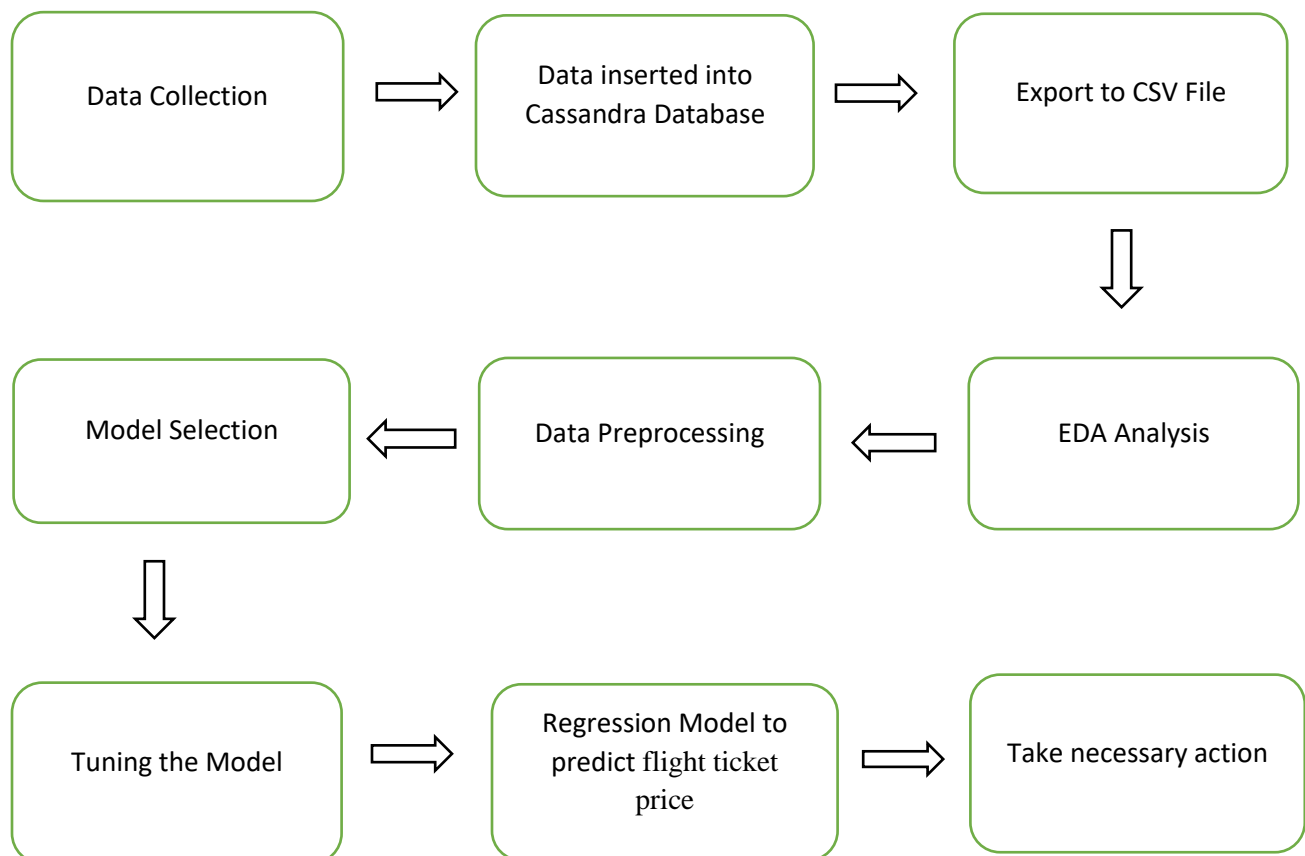 Data Collection
Data inserted into
Cassandra Database
Export to CSV File
EDA Analysis
Data Preprocessing
Model Selection
Tuning the Model
Regression Model to
predict flight ticket
price
Take necessary action